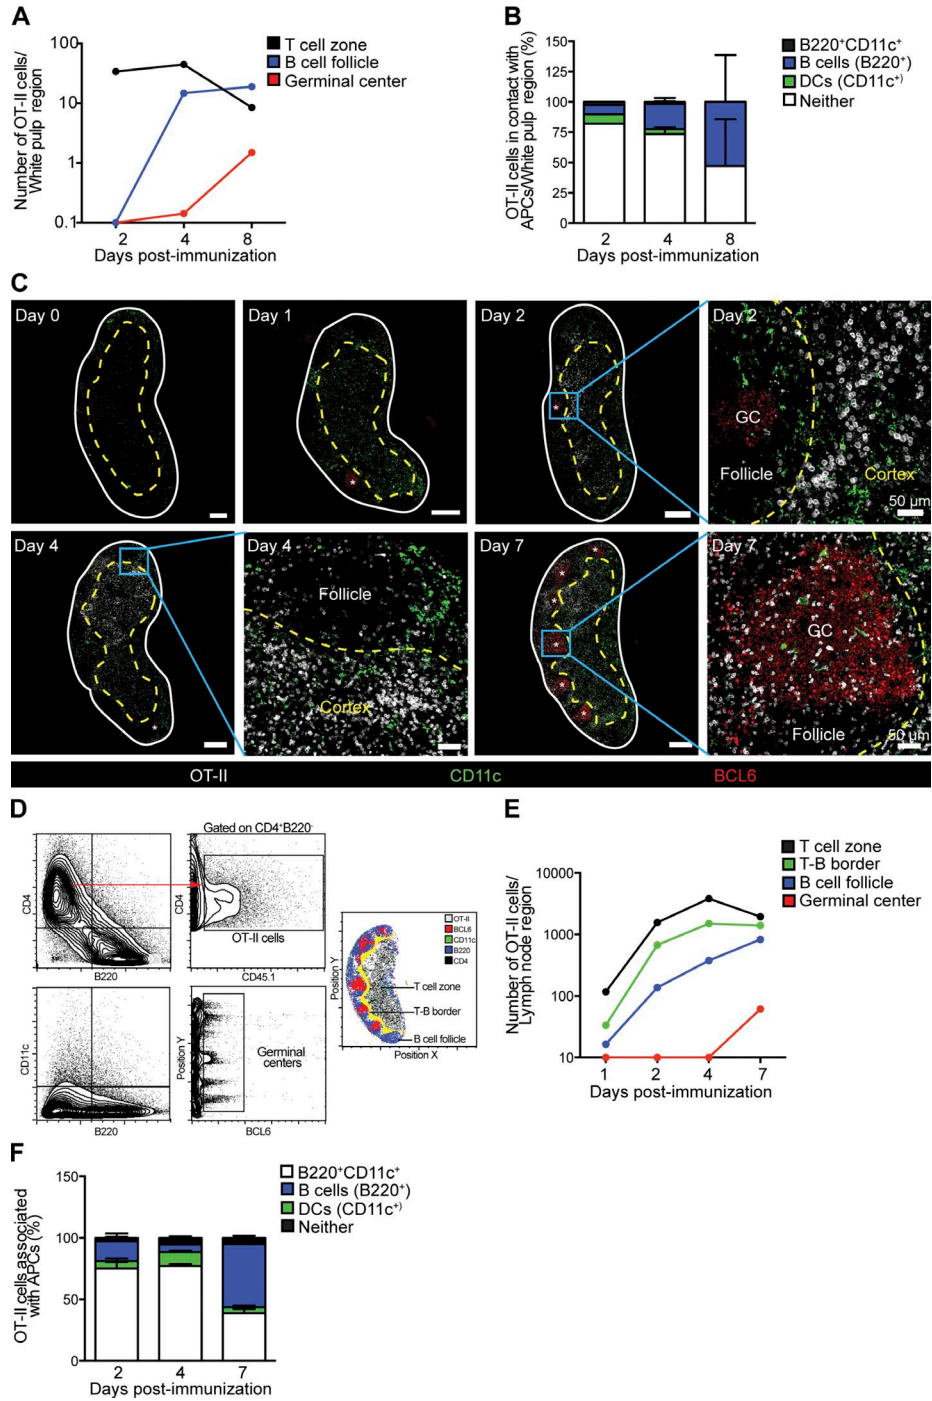 A
Number of OT-II cells/
White pulp region
100
10
1
0.1
2
4
8
Days post-immunization
T cell zone
B cell follicle
Germinal center
B
OT-II cells in contact with
APCs/White pulp region (%)
150
125
100
75
50
25
0
2
4
8
Days post-immunization
B220⁺CD11c⁺
B cells (B220⁺)
DCs (CD11c⁺⁾
Neither
C
Day 0
Day 1
Day 2
Day 2
GC
Follicle
Cortex
50 µm
Day 4
Day 4
Follicle
Cortex
Day 7
Day 7
GC
Follicle
50 µm
OT-II
CD11c
BCL6
D
CD4
B220
Gated on CD4⁺B220⁻
CD4
OT-II cells
CD45.1
CD11c
B220
Position Y
Germinal
centers
BCL6
Position Y
OT-II
BCL6
CD11c
B220
CD4
T cell zone
T-B border
B cell follicle
Position X
E
Number of OT-II cells/
Lymph node region
10000
1000
100
10
1
2
4
7
Days post-immunization
T cell zone
T-B border
B cell follicle
Germinal center
F
OT-II cells associated
with APCs (%)
150
100
50
0
2
4
7
Days post-immunization
B220⁺CD11c⁺
B cells (B220⁺)
DCs (CD11c⁺⁾
Neither